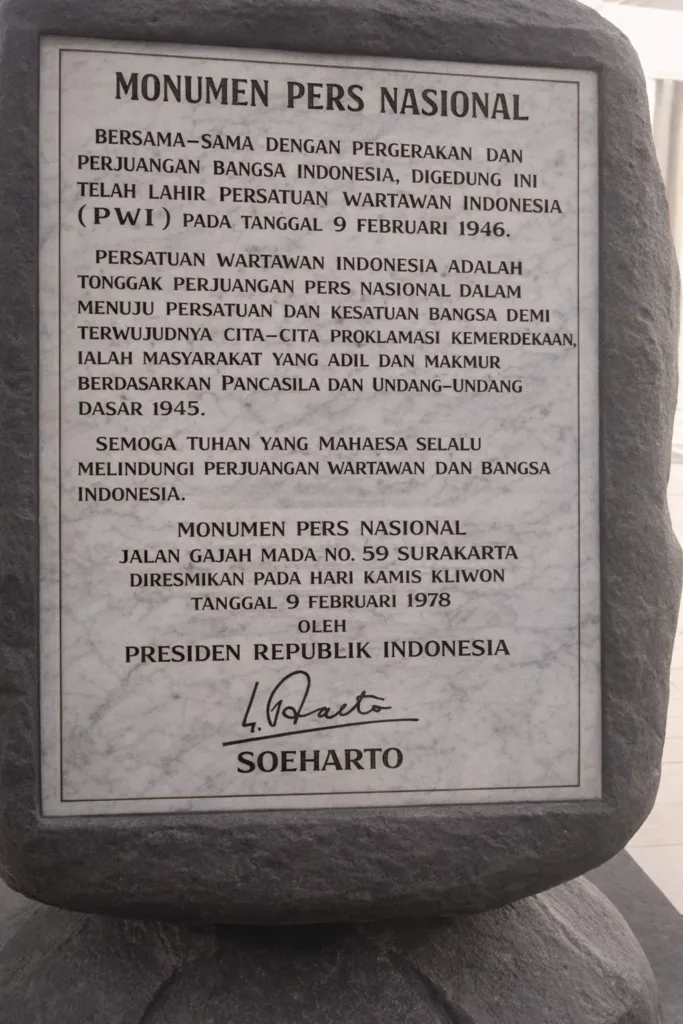 MONUMEN PERS NASIONAL
BERSAMA-SAMA DENGAN PERGERAKAN DAN
PERJUANGAN BANGSA INDONESIA, DIGEDUNG INI
TELAH LAHIR PERSATUAN WARTAWAN INDONESIA
(PWI) PADA TANGGAL 9 FEBRUARI 1946.
PERSATUAN WARTAWAN INDONESIA ADALAH
TONGGAK PERJUANGAN PERS NASIONAL DALAM
MENUJU PERSATUAN DAN KESATUAN BANGSA DEMI
TERWUJUDNYA CITA-CITA PROKLAMASI KEMERDEKAAN,
IALAH MASYARAKAT YANG ADIL DAN MAKMUR
BERDASARKAN PANCASILA DAN UNDANG-UNDANG
DASAR 1945.
SEMOGA TUHAN YANG MAHAESA SELALU
MELINDUNGI PERJUANGAN WARTAWAN DAN BANGSA
INDONESIA.
MONUMEN PERS NASIONAL
JALAN GAJAH MADA NO. 59 SURAKARTA
DIRESMIKAN PADA HARI KAMIS KLIWON
TANGGAL 9 FEBRUARI 1978
OLEH
PRESIDEN REPUBLIK INDONESIA
SOEHARTO